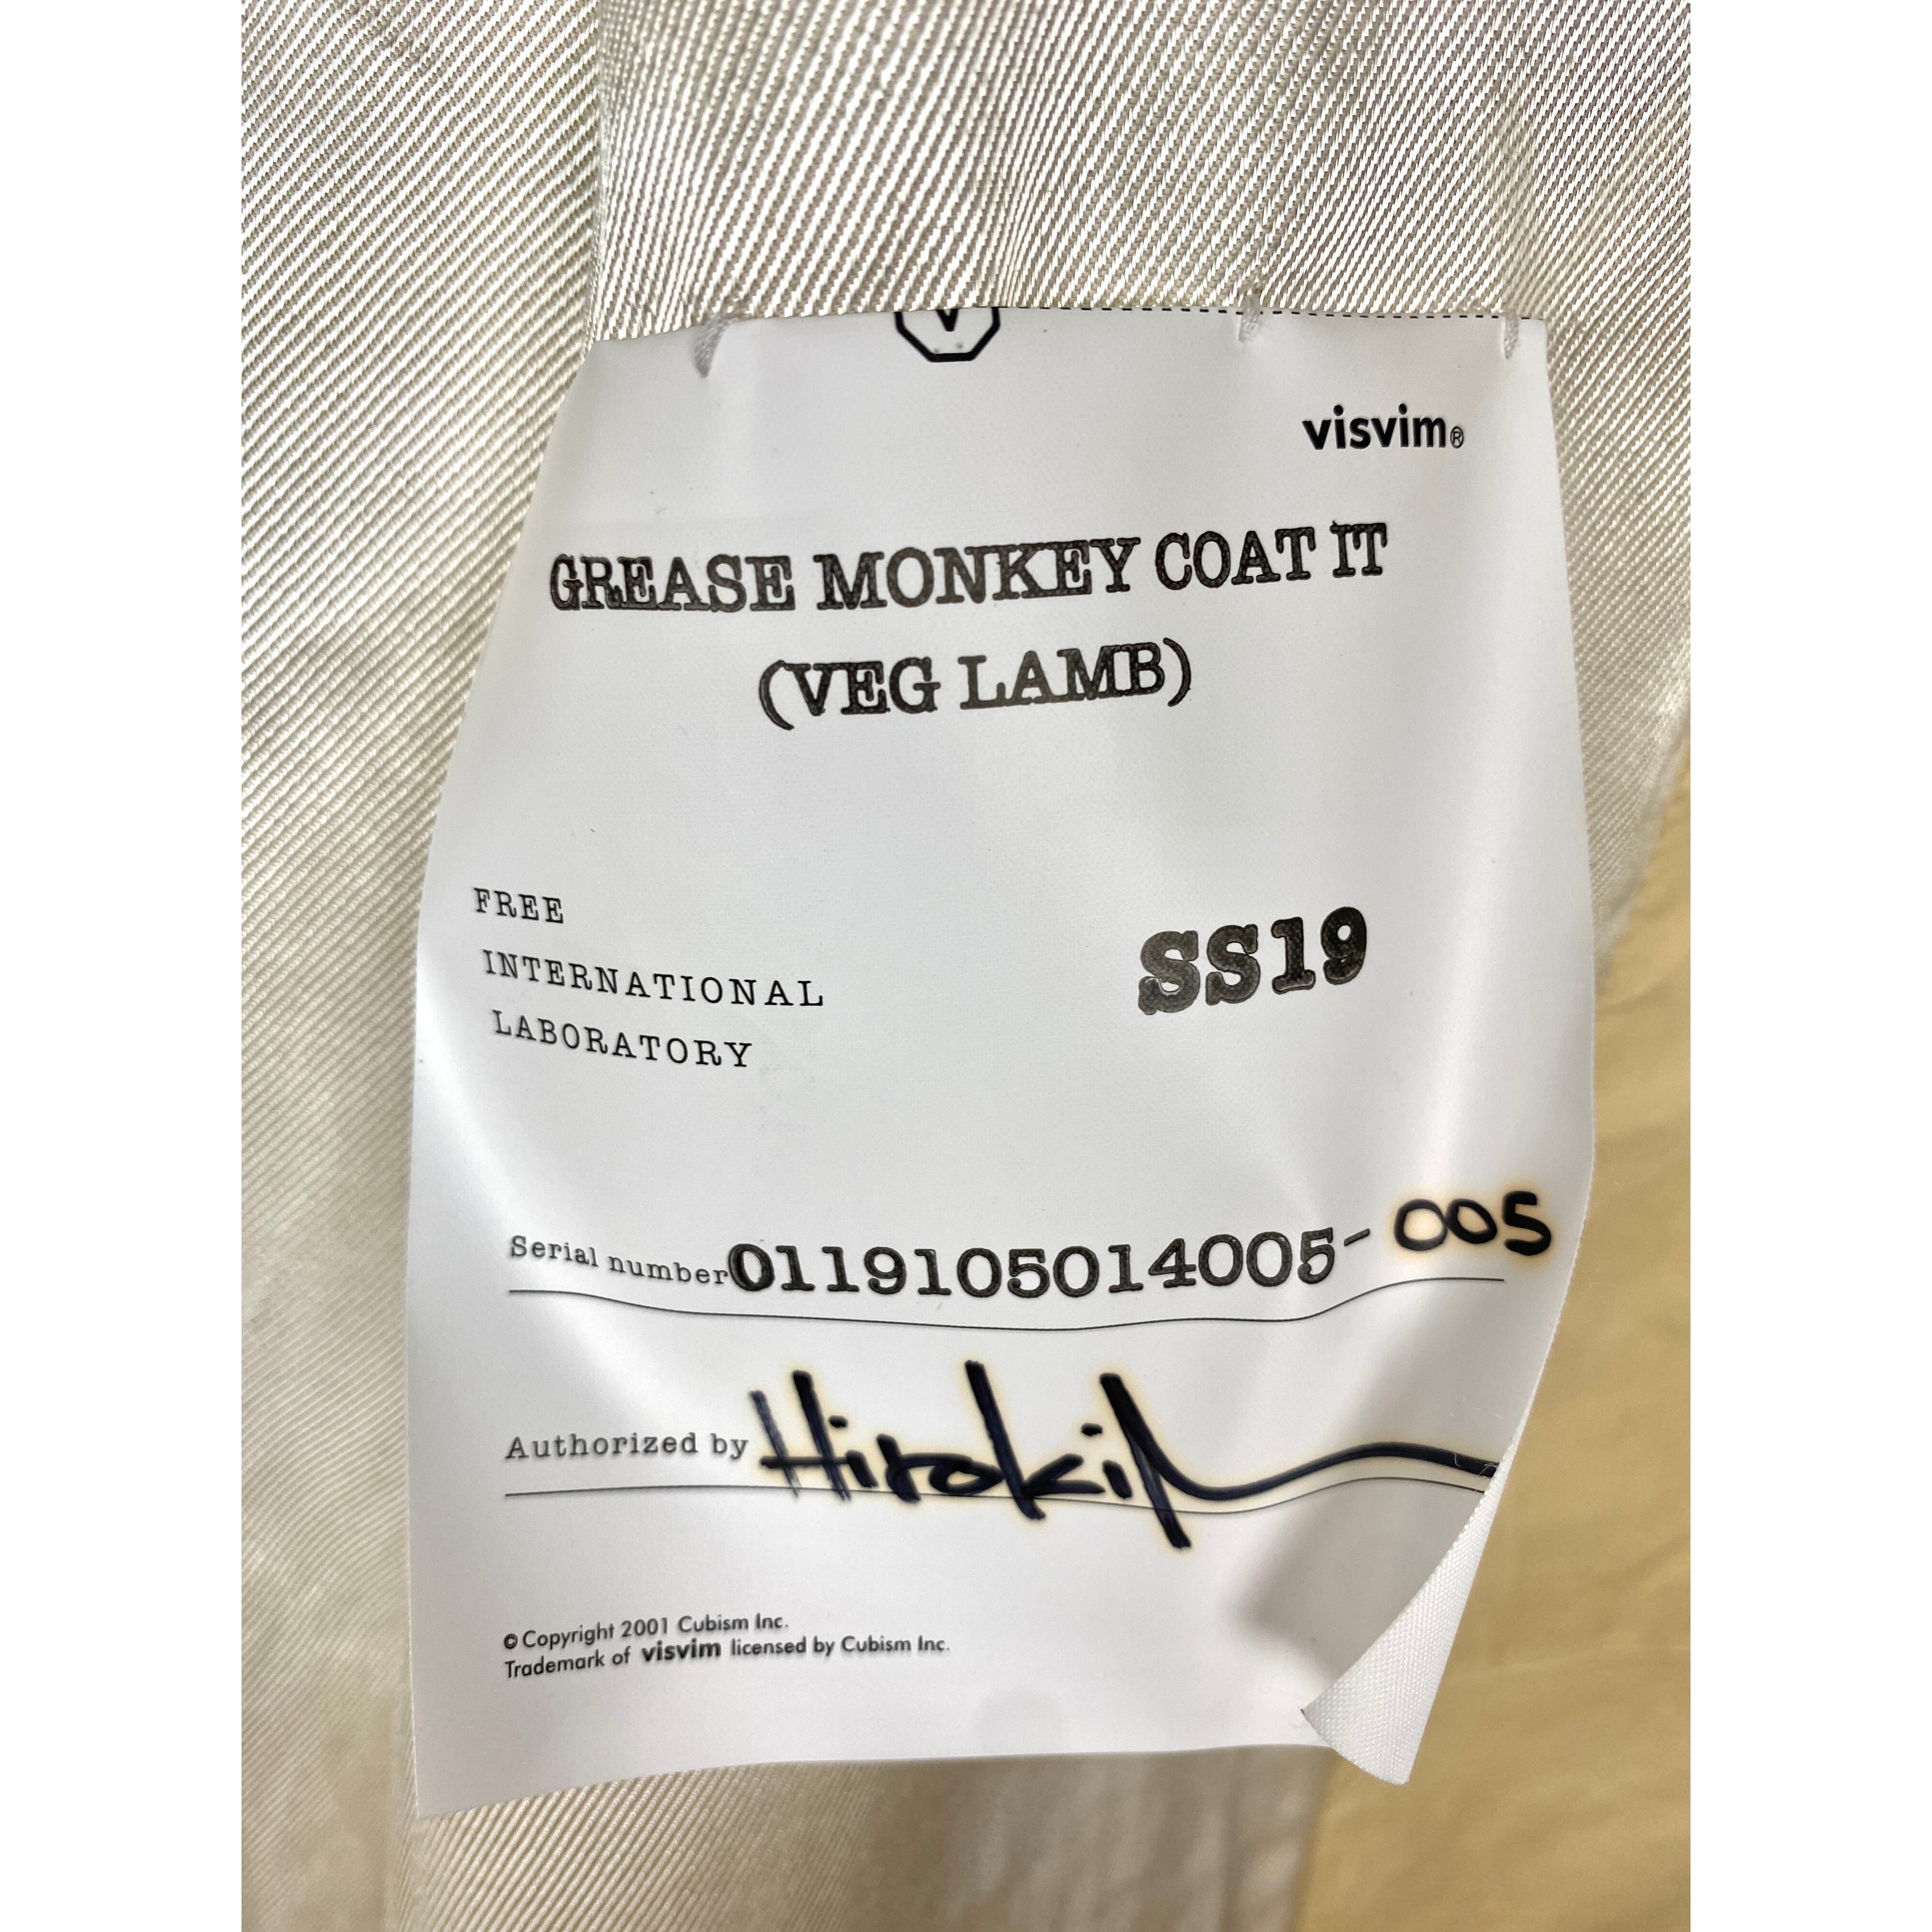 V
visvim®
GREASE MONKEY COAT IT
(VEG LAMB)
FREE
INTERNATIONAL
LABORATORY
SS19
Serial number 0119105014005-005
Authorized by Hiroki
© Copyright 2001 Cubism Inc.
Trademark of visvim licensed by Cubism Inc.